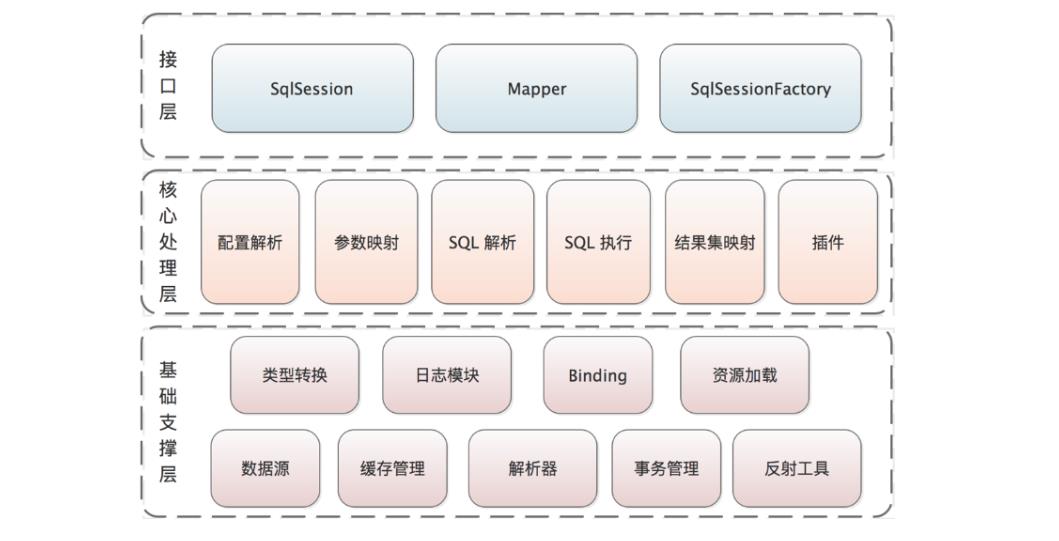 接口层
SqlSession
Mapper
SqlSessionFactory
核心处理层
配置解析
参数映射
SQL 解析
SQL 执行
结果集映射
插件
基础支撑层
类型转换
日志模块
Binding
资源加载
数据源
缓存管理
解析器
事务管理
反射工具